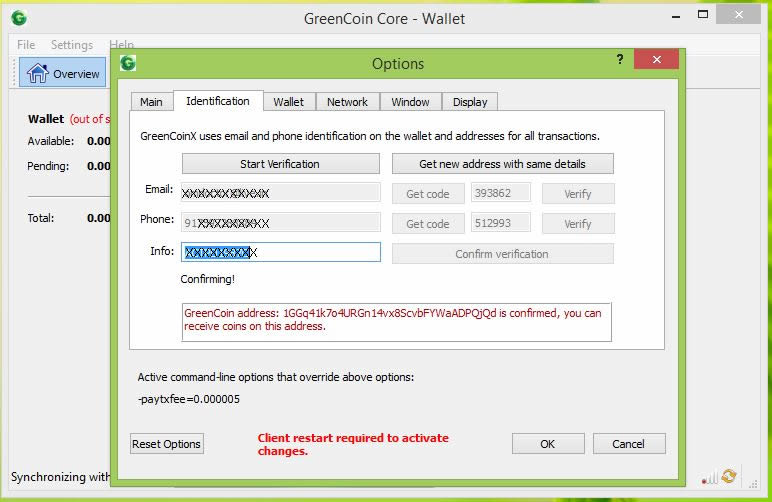 GreenCoin Core - Wallet
File Settings Help
Options
Overview
Main Identification Wallet Network Window Display
Wallet (out of s
GreenCoinX uses email and phone identification on the wallet and addresses for all transactions.
Available: 0.00
Start Verification Get new address with same details
Pending: 0.00
Email: XXXXXXXXXXX Get code 393862 Verify
Total: 0.00
Phone: 91XXXXXXXXX Get code 512993 Verify
Info: XXXXXXXXX Confirm verification
Confirming!
GreenCoin address: 1GGq41k7o4URGn14vx8ScvbFYWaADPQjQd is confirmed, you can
receive coins on this address.
Active command-line options that override above options:
-paytxfee=0.000005
Reset Options Client restart required to activate OK Cancel
changes.
Synchronizing with